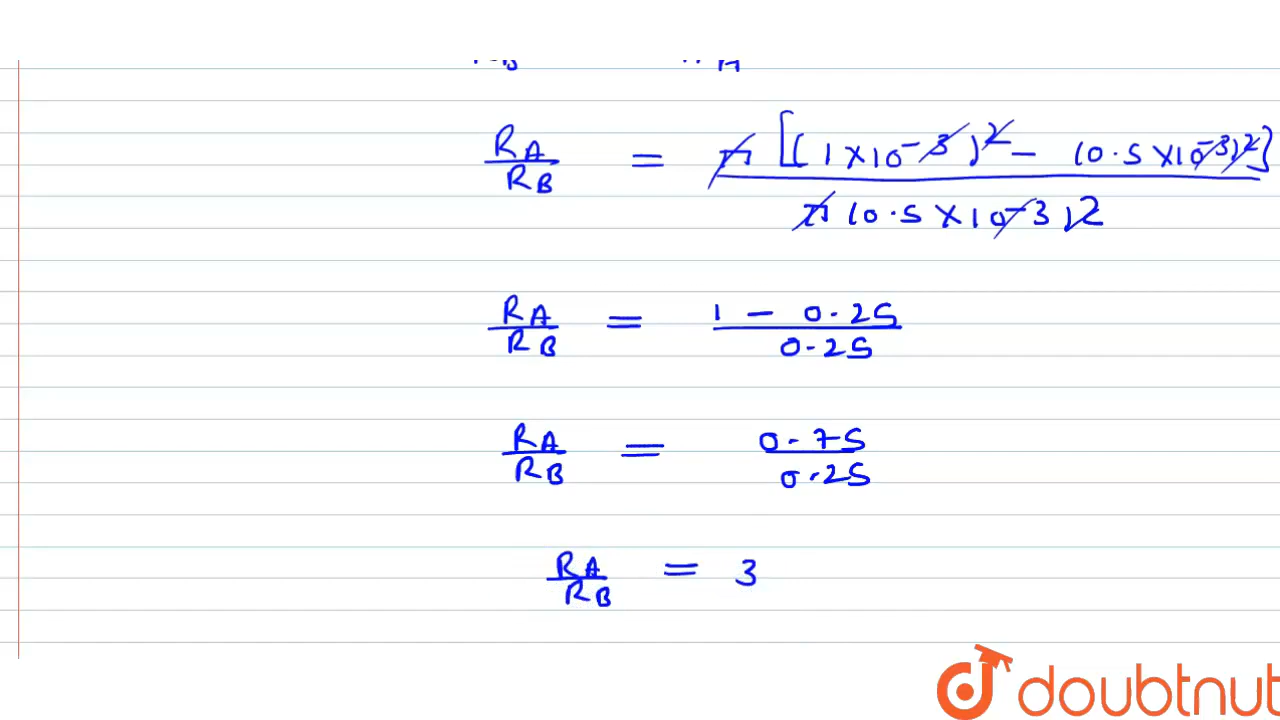 R_B A
R_A/R_B = π[(1×10^-3)^2 - (0.5×10^-3)^2] / π(0.5×10^-3)^2
R_A/R_B = 1 - 0.25 / 0.25
R_A/R_B = 0.75 / 0.25
R_A/R_B = 3
doubtnut